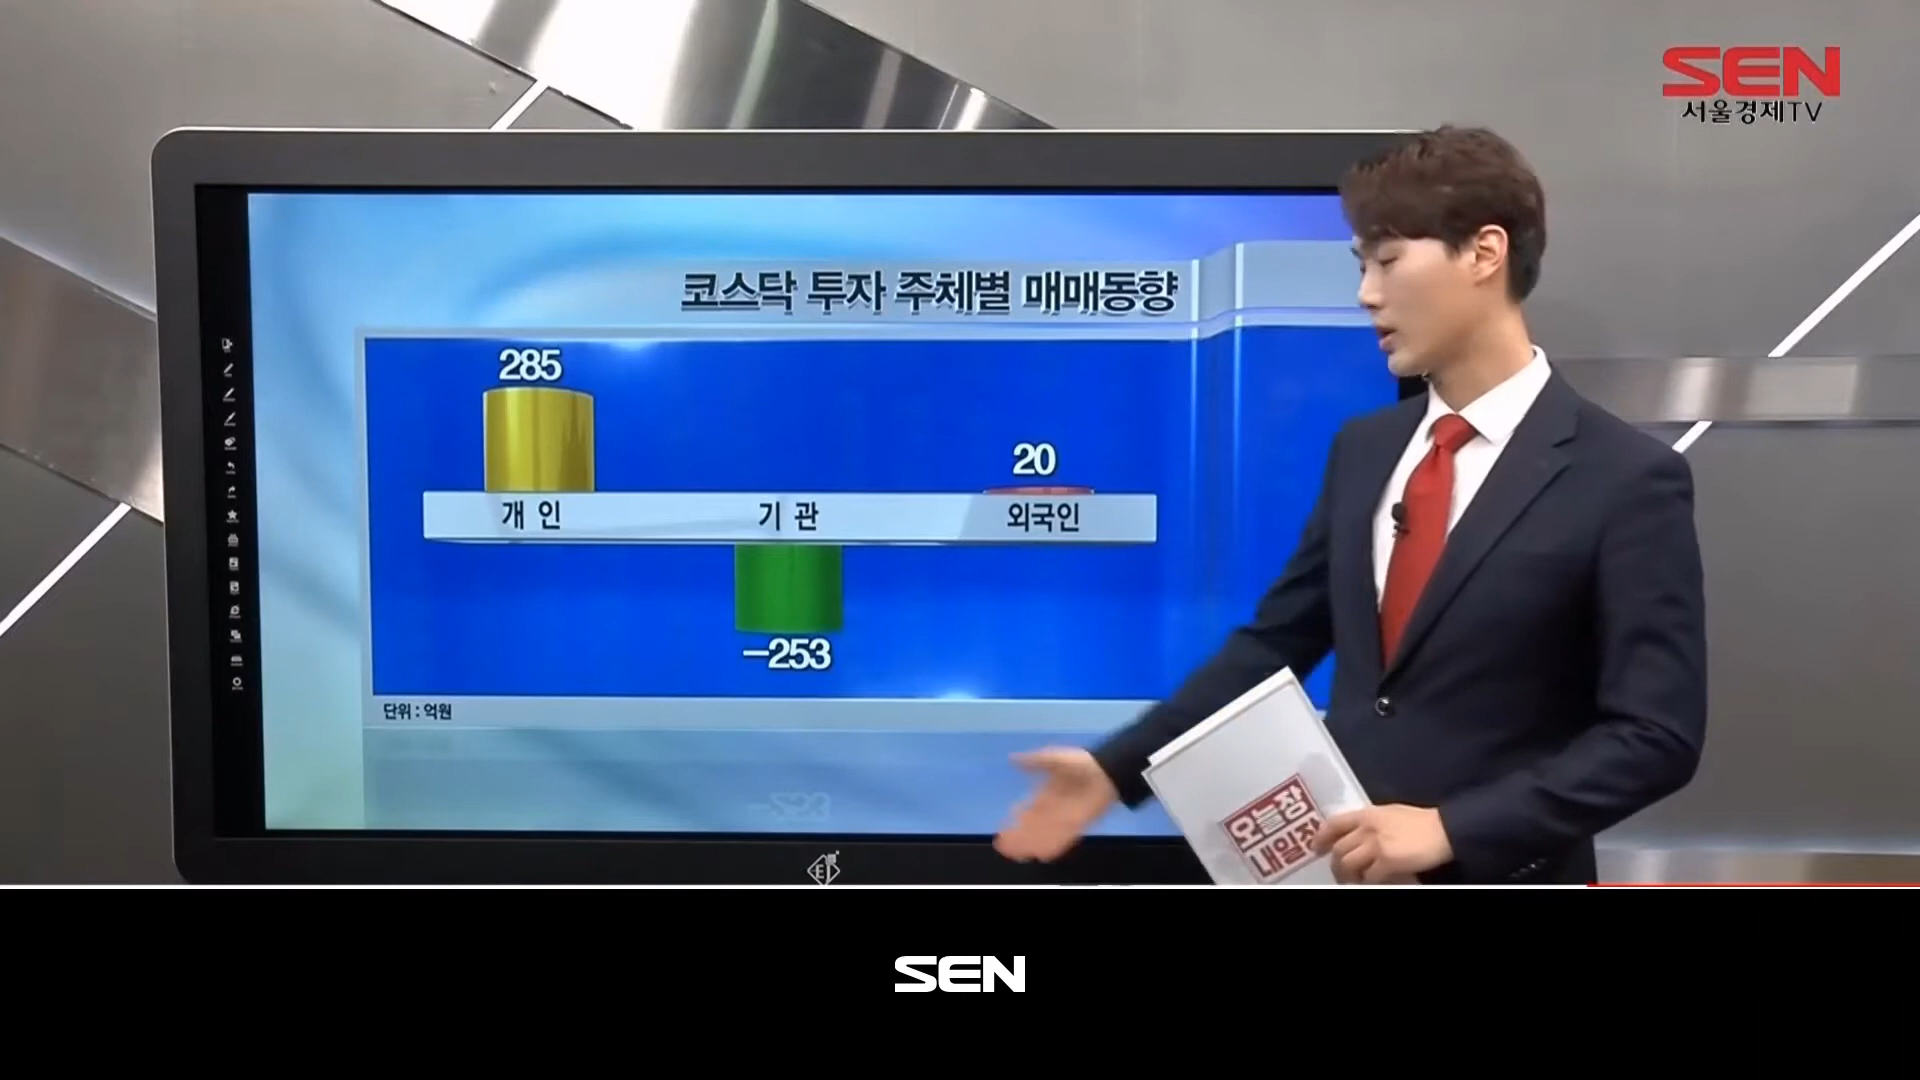 SEN
서울경제TV
코스닥 투자 주체별 매매동향
285
20
개인 기관 외국인
-253
단위 : 억원
오늘장
내일장
SEN